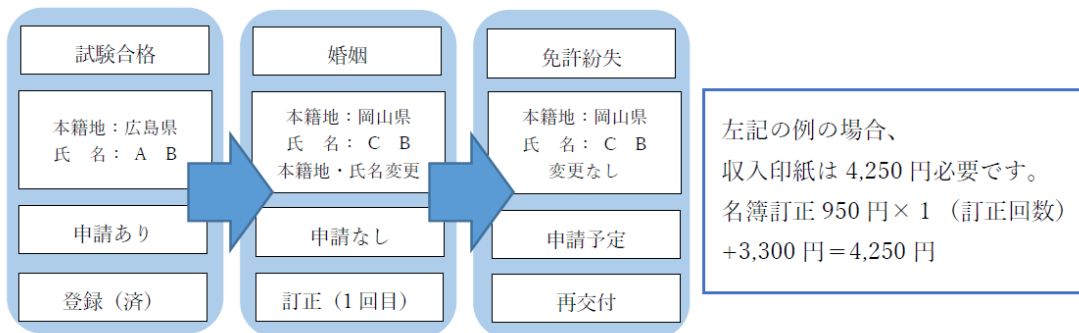 試験合格
本籍地：広島県
氏　名： A　B
申請あり
登録（済）
婚姻
本籍地：岡山県
氏　名： C　B
本籍地・氏名変更
申請なし
訂正（1 回目）
免許紛失
本籍地：岡山県
氏　名： C　B
変更なし
申請予定
再交付
左記の例の場合、
収入印紙は 4,250 円必要です。
名簿訂正 950 円× 1 （訂正回数）
+3,300 円＝4,250 円